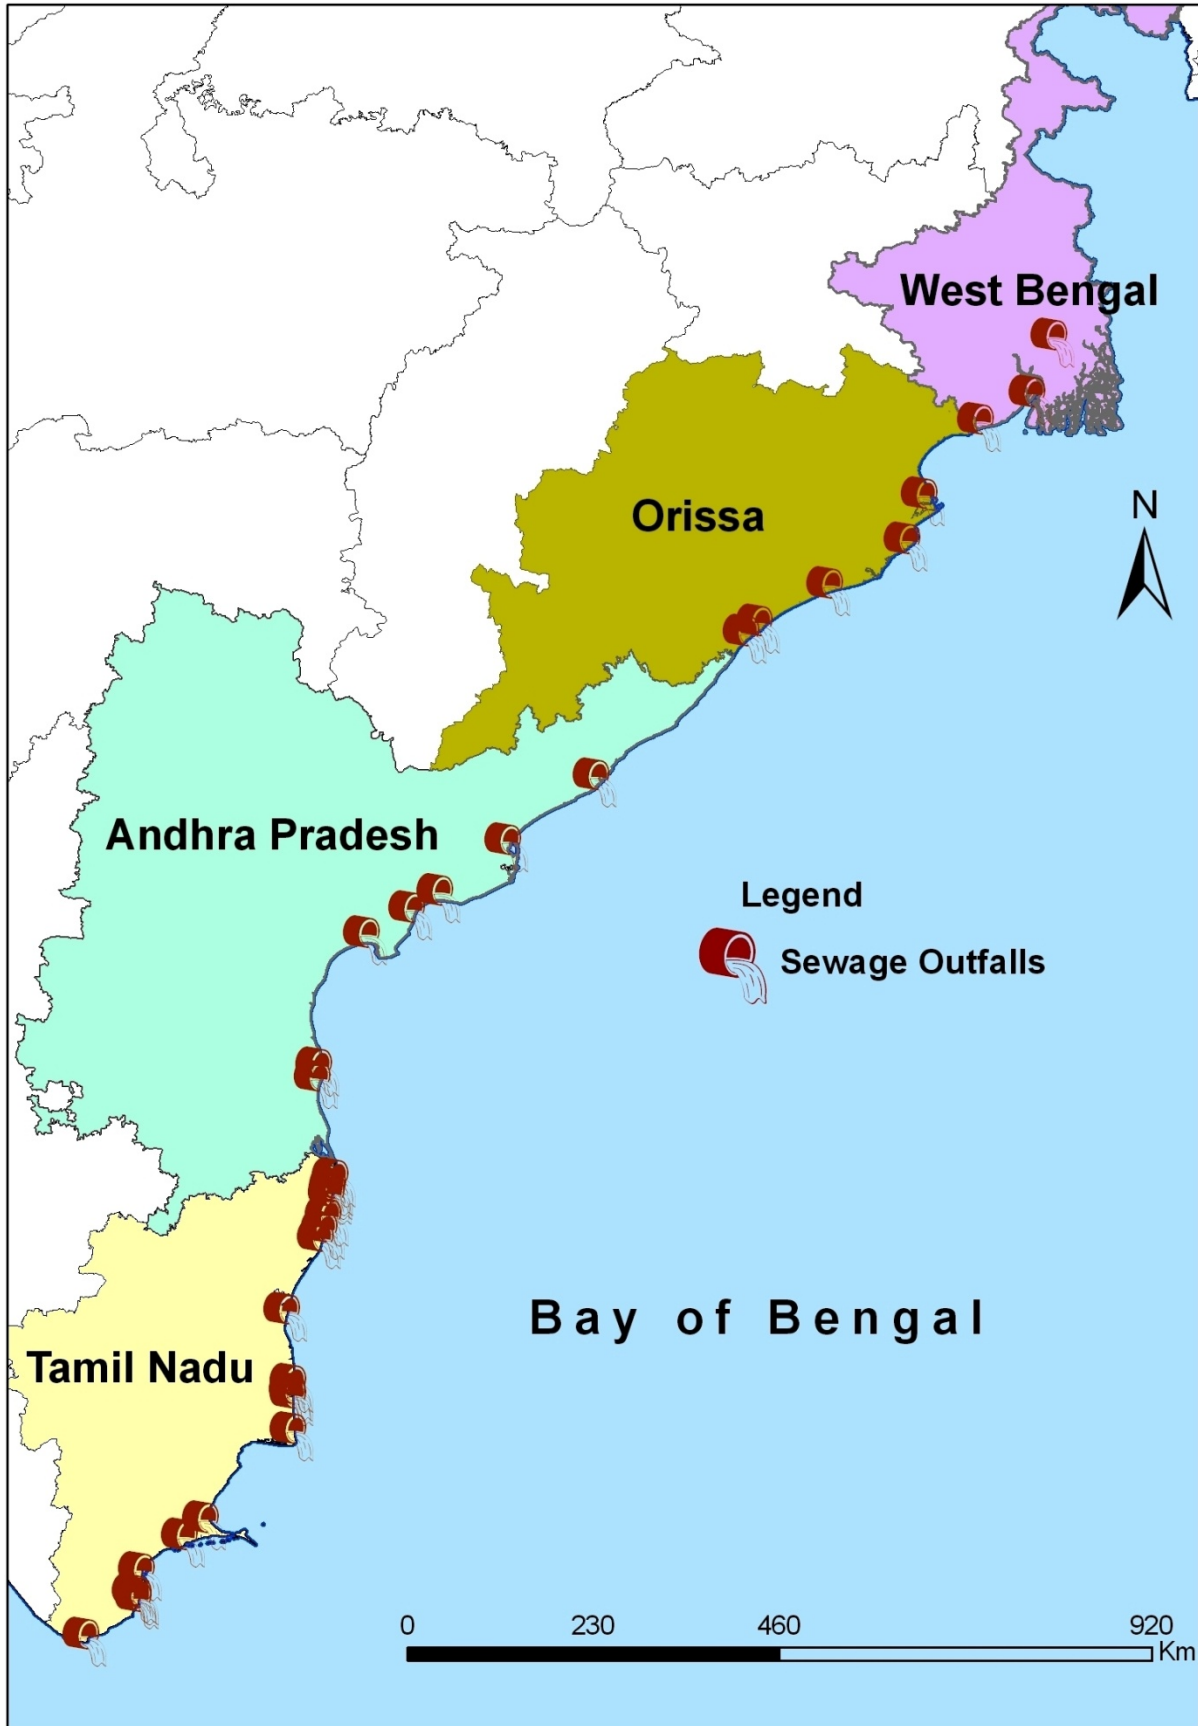 West Bengal
Orissa
N
Andhra Pradesh
Legend
Sewage Outfalls
Bay of Bengal
Tamil Nadu
0 230 460 920
Km